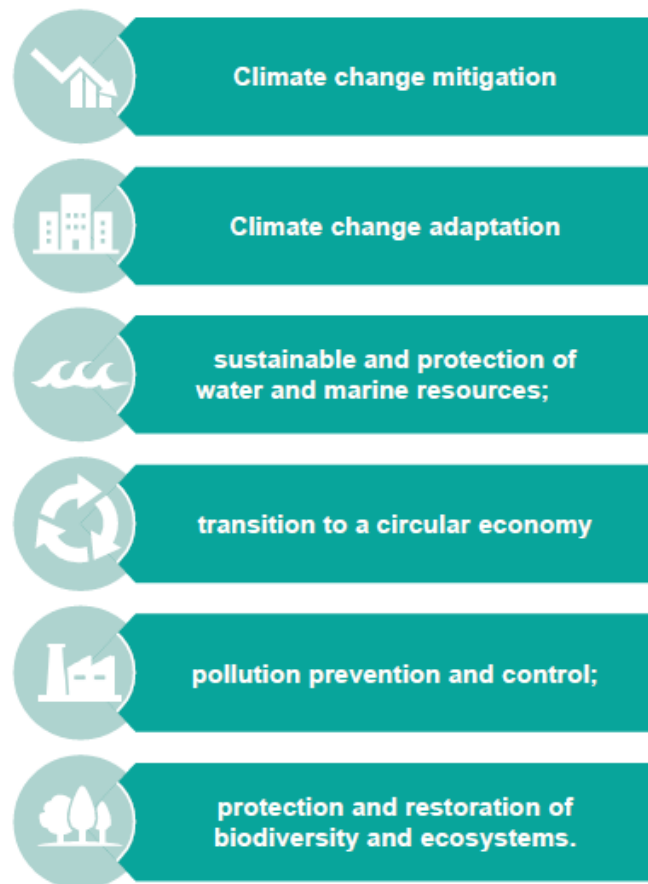 Climate change mitigation
Climate change adaptation
sustainable and protection of
water and marine resources;
transition to a circular economy
pollution prevention and control;
protection and restoration of
biodiversity and ecosystems.